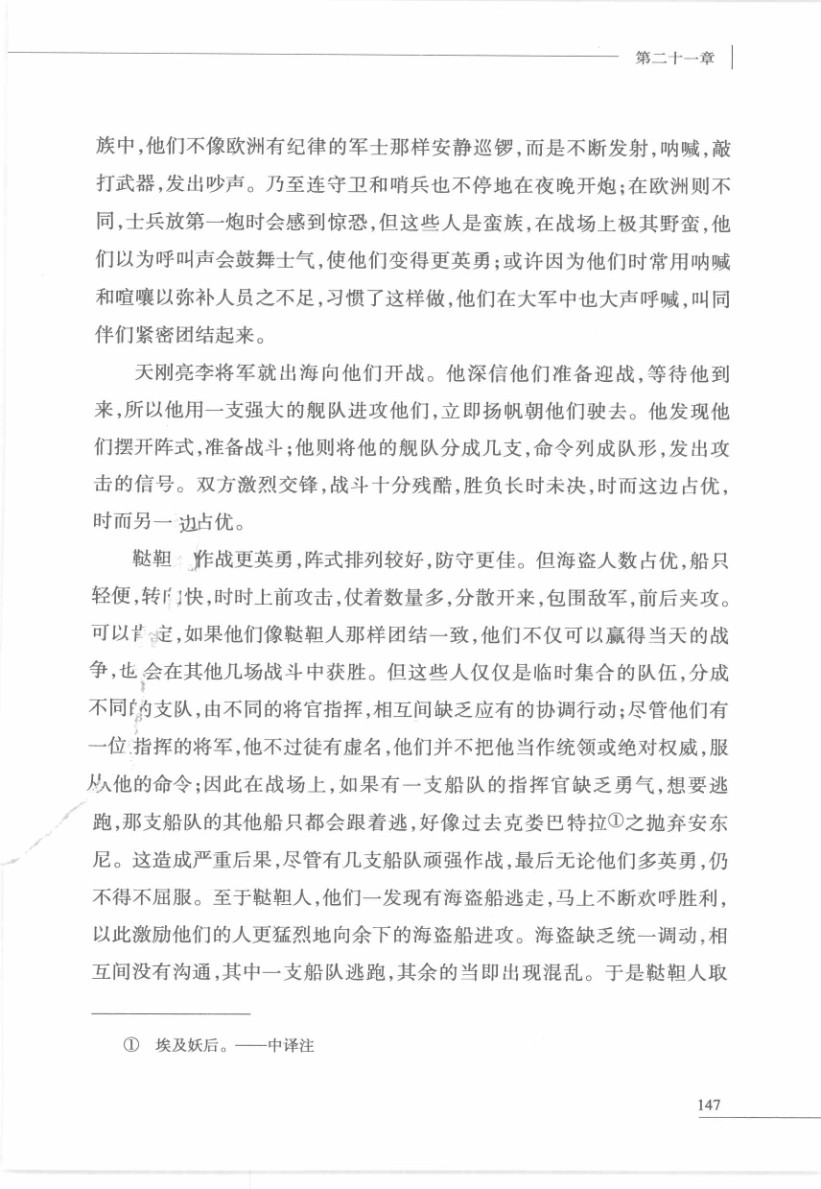 第二十一章
族中,他们不像欧洲有纪律的军士那样安静巡锣,而是不断发射,呐喊,敲
打武器,发出吵声。乃至连守卫和哨兵也不停地在夜晚开炮;在欧洲则不
同,士兵放第一炮时会感到惊恐,但这些人是蛮族,在战场上极其野蛮,他
们以为呼叫声会鼓舞士气,使他们变得更英勇;或许因为他们时常用呐喊
和喧嚷以弥补人员之不足,习惯了这样做,他们在大军中也大声呼喊,叫同
伴们紧密团结起来。
天刚亮李将军就出海向他们开战。他深信他们准备迎战,等待他到
来,所以他用一支强大的舰队进攻他们,立即扬帆朝他们驶去。他发现他
们摆开阵式,准备战斗;他则将他的舰队分成几支,命令列成队形,发出攻
击的信号。双方激烈交锋,战斗十分残酷,胜负长时未决,时而这边占优,
时而另一边占优。
鞑靼 作战更英勇,阵式排列较好,防守更佳。但海盗人数占优,船只
轻便,转向快,时时上前攻击,仗着数量多,分散开来,包围敌军,前后夹攻。
可以肯定,如果他们像鞑靼人那样团结一致,他们不仅可以赢得当天的战
争,也会在其他几场战斗中获胜。但这些人仅仅是临时集合的队伍,分成
不同的支队,由不同的将官指挥,相互间缺乏应有的协调行动;尽管他们有
一位指挥的将军,他不过徒有虚名,他们并不把他当作统领或绝对权威,服
从他的命令;因此在战场上,如果有一支船队的指挥官缺乏勇气,想要逃
跑,那支船队的其他船只都会跟着逃,好像过去克娄巴特拉①之抛弃安东
尼。这造成严重后果,尽管有几支船队顽强作战,最后无论他们多英勇,仍
不得不屈服。至于鞑靼人,他们一发现有海盗船逃走,马上不断欢呼胜利,
以此激励他们的人更猛烈地向余下的海盗船进攻。海盗缺乏统一调动,相
互间没有沟通,其中一支船队逃跑,其余的当即出现混乱。于是鞑靼人取
① 埃及妖后。——中译注
147